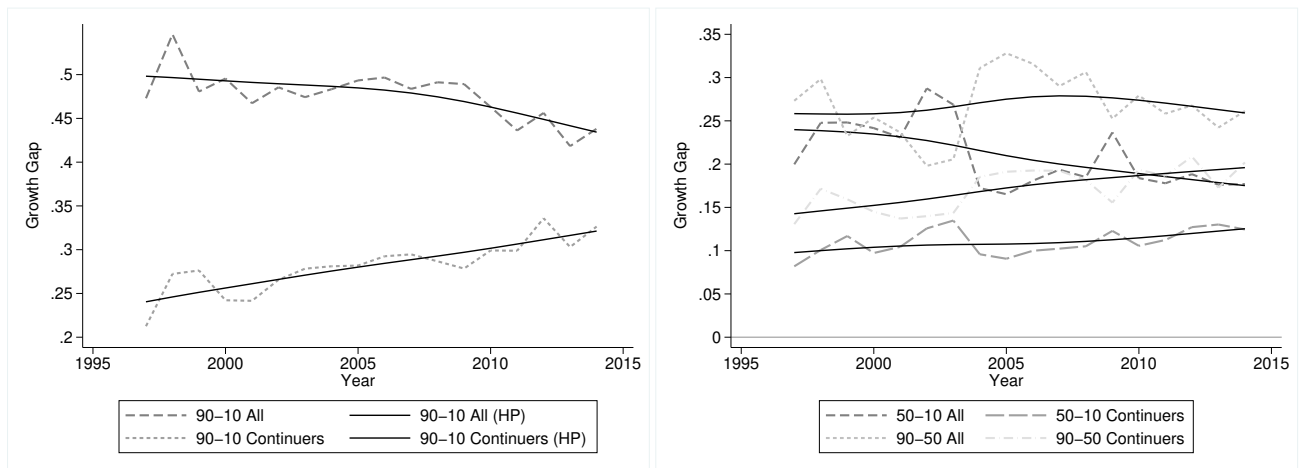 .5
.45
.4
.35
.3
.25
.2
Growth Gap
1995 2000 2005 2010 2015
Year
90−10 All 90−10 All (HP)
90−10 Continuers 90−10 Continuers (HP)
.35
.3
.25
.2
.15
.1
.05
0
Growth Gap
1995 2000 2005 2010 2015
Year
50−10 All 50−10 Continuers
90−50 All 90−50 Continuers